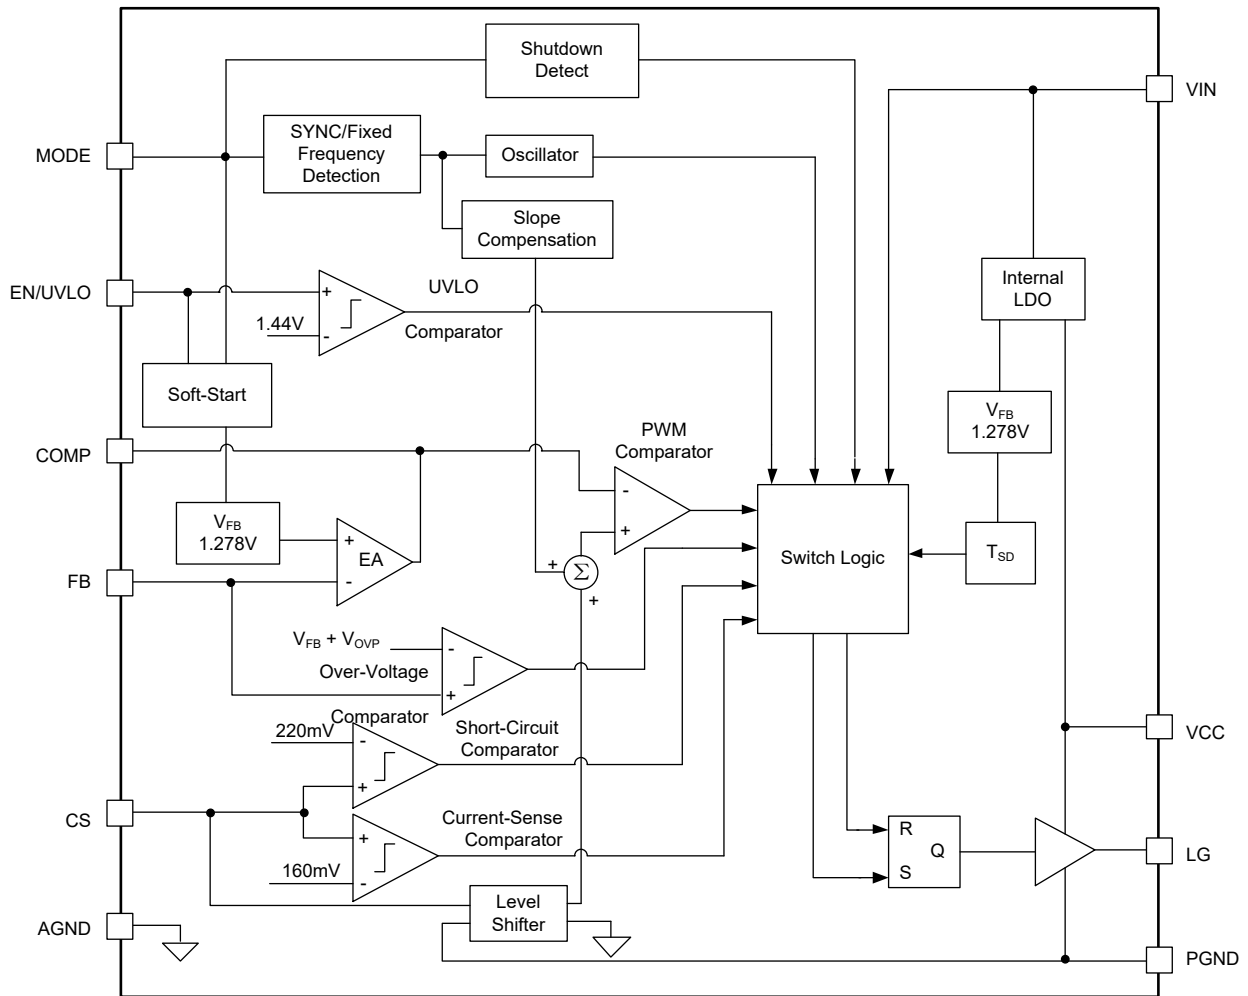 Shutdown
Detect
VIN
MODE
SYNC/Fixed
Frequency
Detection
Oscillator
Slope
Compensation
EN/UVLO
+
1.44V
-
UVLO
Comparator
Internal
LDO
Soft-Start
VFB
1.278V
COMP
PWM
Comparator
-
+
VFB
1.278V
+
EA
-
FB
+
Σ
+
Switch Logic
TSD
VFB + VOVP
-
Over-Voltage
+
Comparator
220mV
-
+
Short-Circuit
Comparator
VCC
CS
Current-Sense
Comparator
+
160mV
-
R
Q
S
LG
Level
Shifter
AGND
PGND